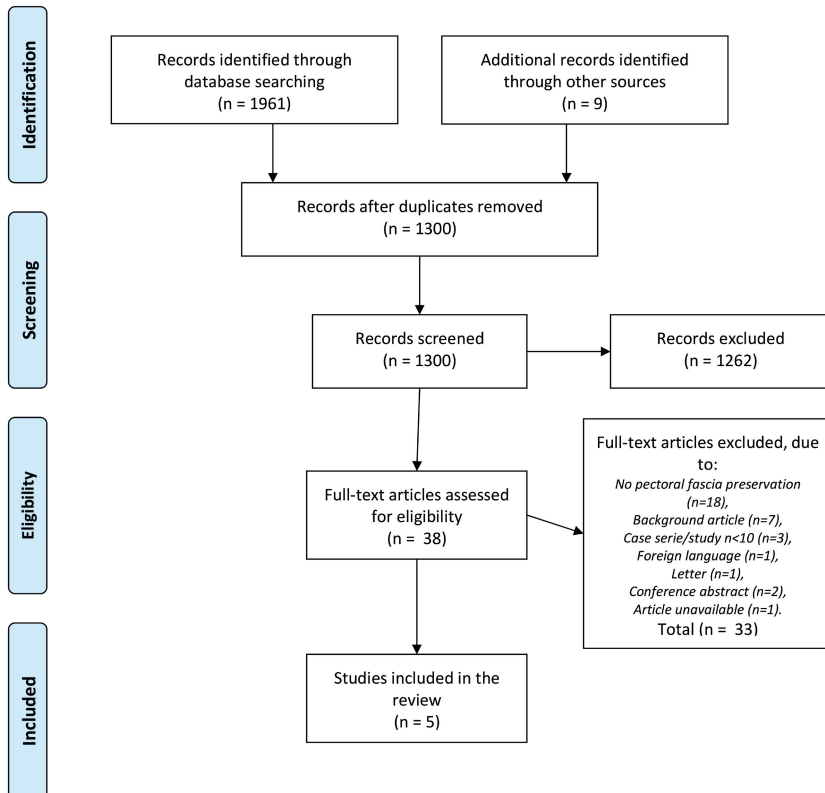 Identification
Records identified through
database searching
(n = 1961)
Additional records identified
through other sources
(n = 9)
Records after duplicates removed
(n = 1300)
Screening
Records screened
(n = 1300)
Records excluded
(n = 1262)
Eligibility
Full-text articles assessed
for eligibility
(n = 38)
Full-text articles excluded, due
to:
No pectoral fascia preservation
(n=18),
Background article (n=7),
Case serie/study n<10 (n=3),
Foreign language (n=1),
Letter (n=1),
Conference abstract (n=2),
Article unavailable (n=1).
Total (n = 33)
Included
Studies included in the
review
(n = 5)